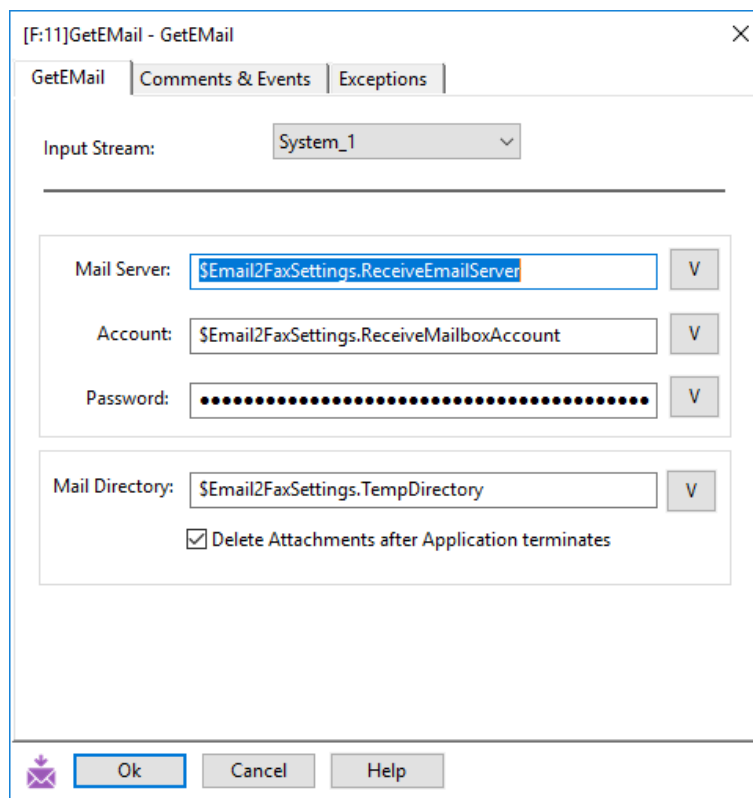 [F:11]GetEMail - GetEMail
GetEMail Comments & Events Exceptions
Input Stream: System_1
Mail Server: $Email2FaxSettings.ReceiveEmailServer V
Account: $Email2FaxSettings.ReceiveMailboxAccount V
Password: ●●●●●●●●●●●●●●●●●●●●●●●●●●●●●●●●●●●●●●●●● V
Mail Directory: $Email2FaxSettings.TempDirectory V
Delete Attachments after Application terminates
Ok Cancel Help